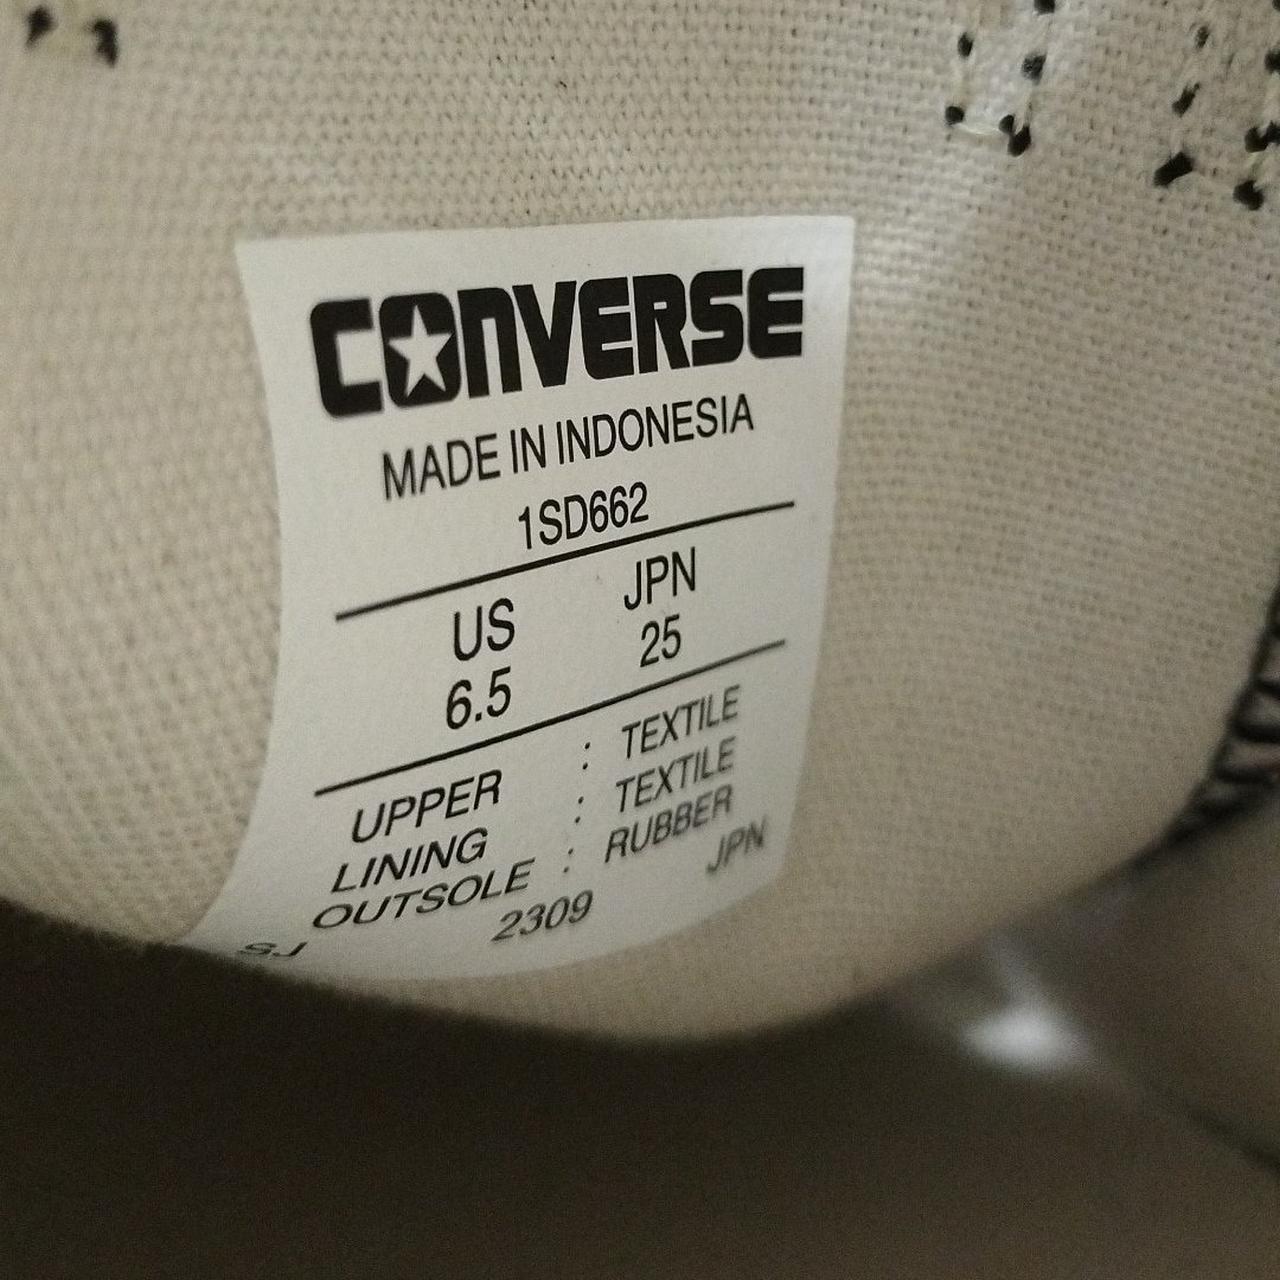 CONVERSE
MADE IN INDONESIA
1SD662
US JPN
6.5 25
UPPER : TEXTILE
LINING : TEXTILE
OUTSOLE : RUBBER
SJ 2309 JPN